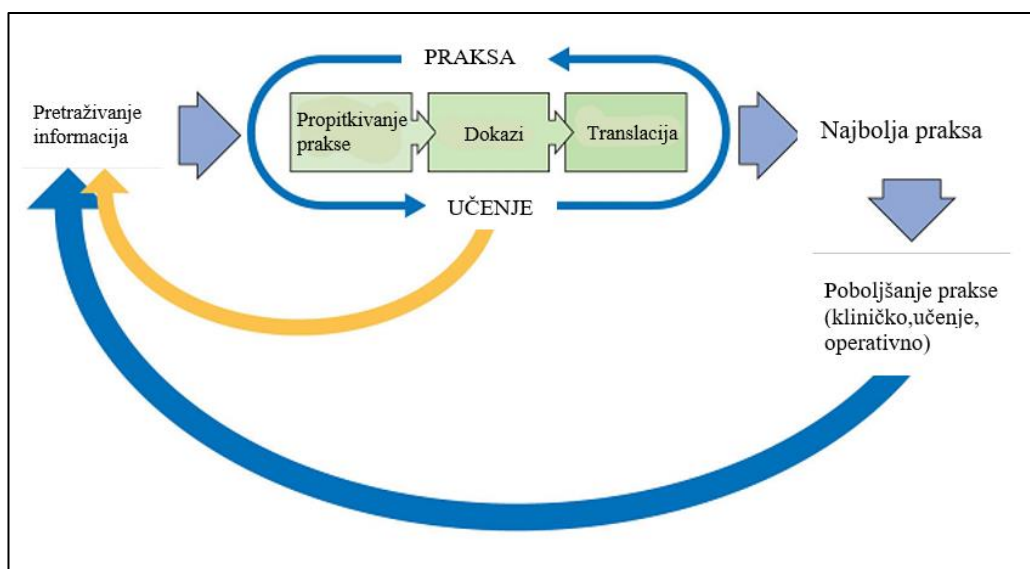 PRAKSA
Pretraživanje
informacija
Propitkivanje
prakse
Dokazi
Translacija
Najbolja praksa
UČENJE
Poboljšanje prakse
(kliničko,učenje,
operativno)